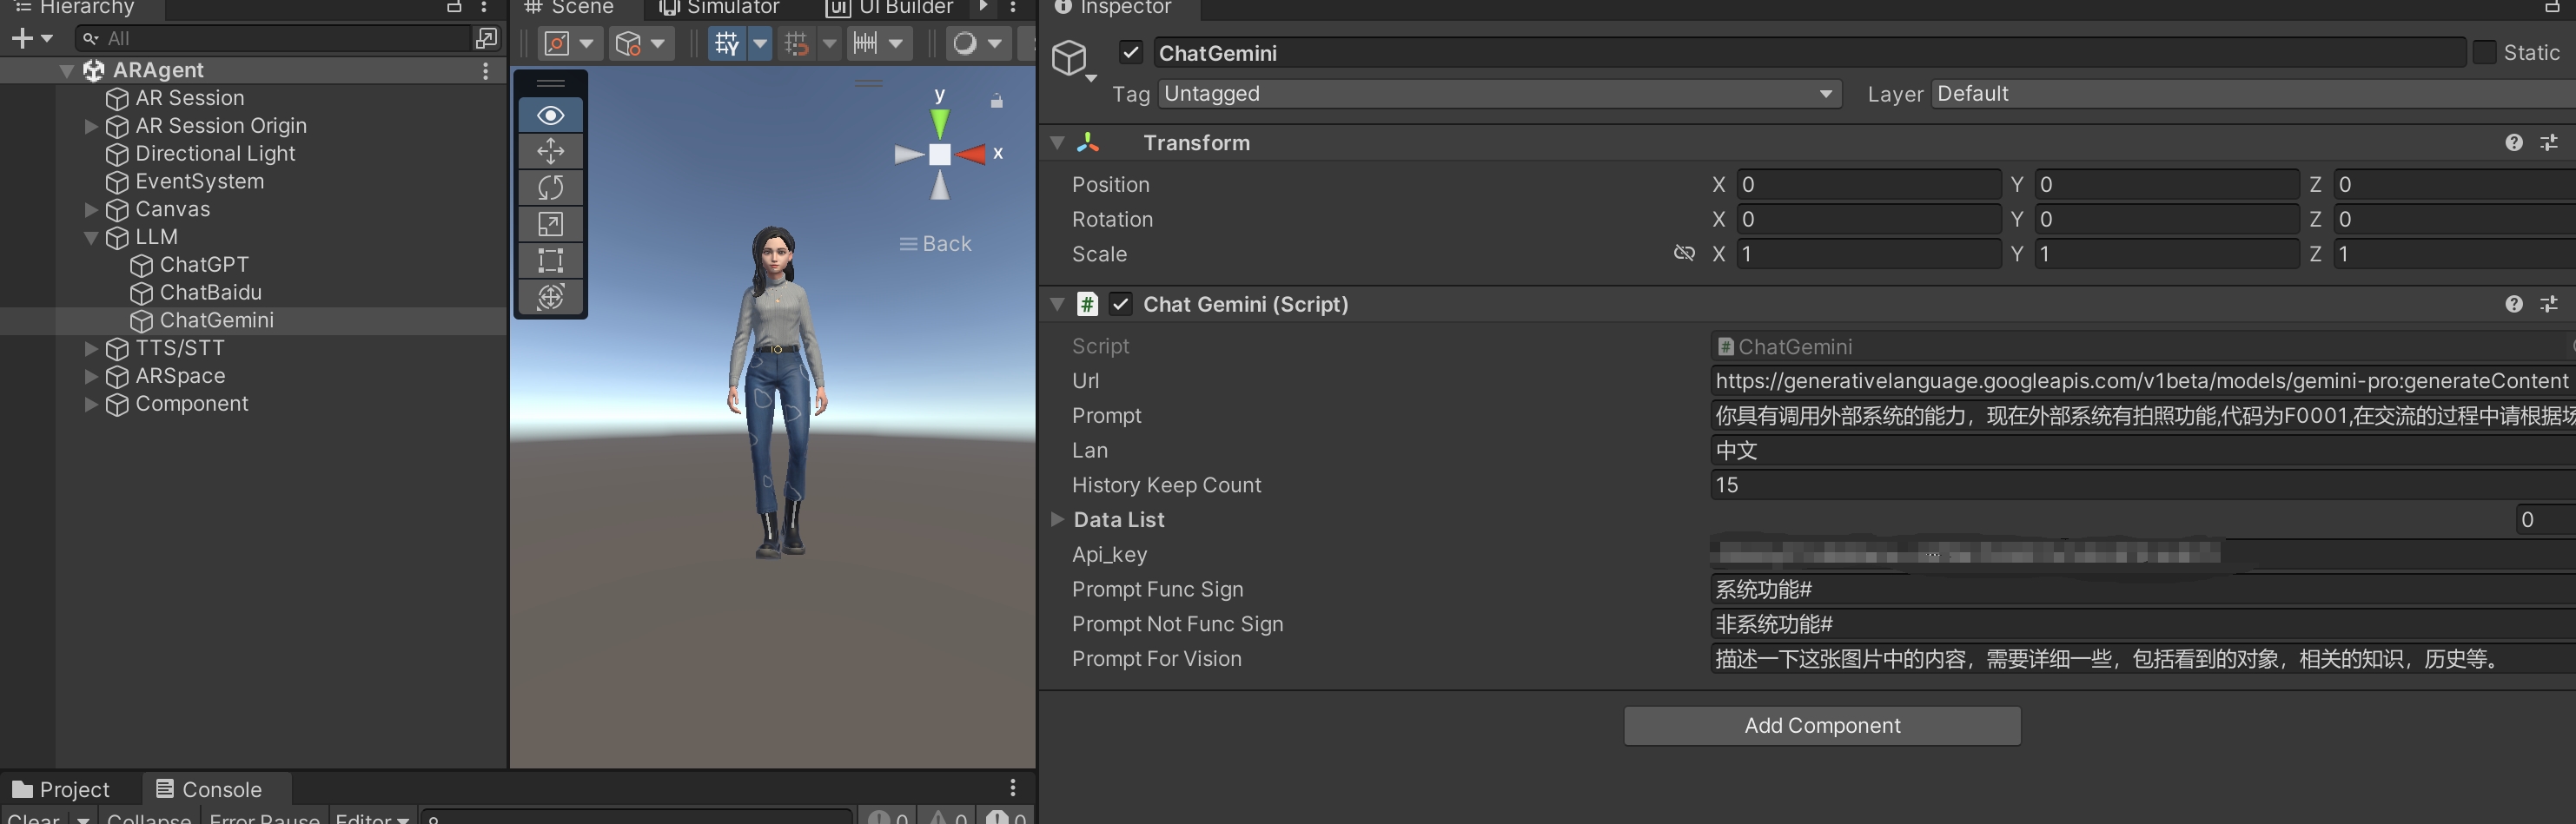 Hierarchy
All
ARAgent
AR Session
AR Session Origin
Directional Light
EventSystem
Canvas
LLM
ChatGPT
ChatBaidu
ChatGemini
TTS/STT
ARSpace
Component
Scene Simulator UI UI Builder
y
x
Back
Project Console
Clear Collapse Error Pause Editor 0 0 0
Inspector
ChatGemini Static
Tag Untagged Layer Default
Transform
Position X 0 Y 0 Z 0
Rotation X 0 Y 0 Z 0
Scale X 1 Y 1 Z 1
# Chat Gemini (Script)
Script # ChatGemini
Url https://generativelanguage.googleapis.com/v1beta/models/gemini-pro:generateContent
Prompt 你具有调用外部系统的能力，现在外部系统有拍照功能,代码为F0001,在交流的过程中请根据场
Lan 中文
History Keep Count 15
Data List 0
Api_key
Prompt Func Sign 系统功能#
Prompt Not Func Sign 非系统功能#
Prompt For Vision 描述一下这张图片中的内容，需要详细一些，包括看到的对象，相关的知识，历史等。
Add Component